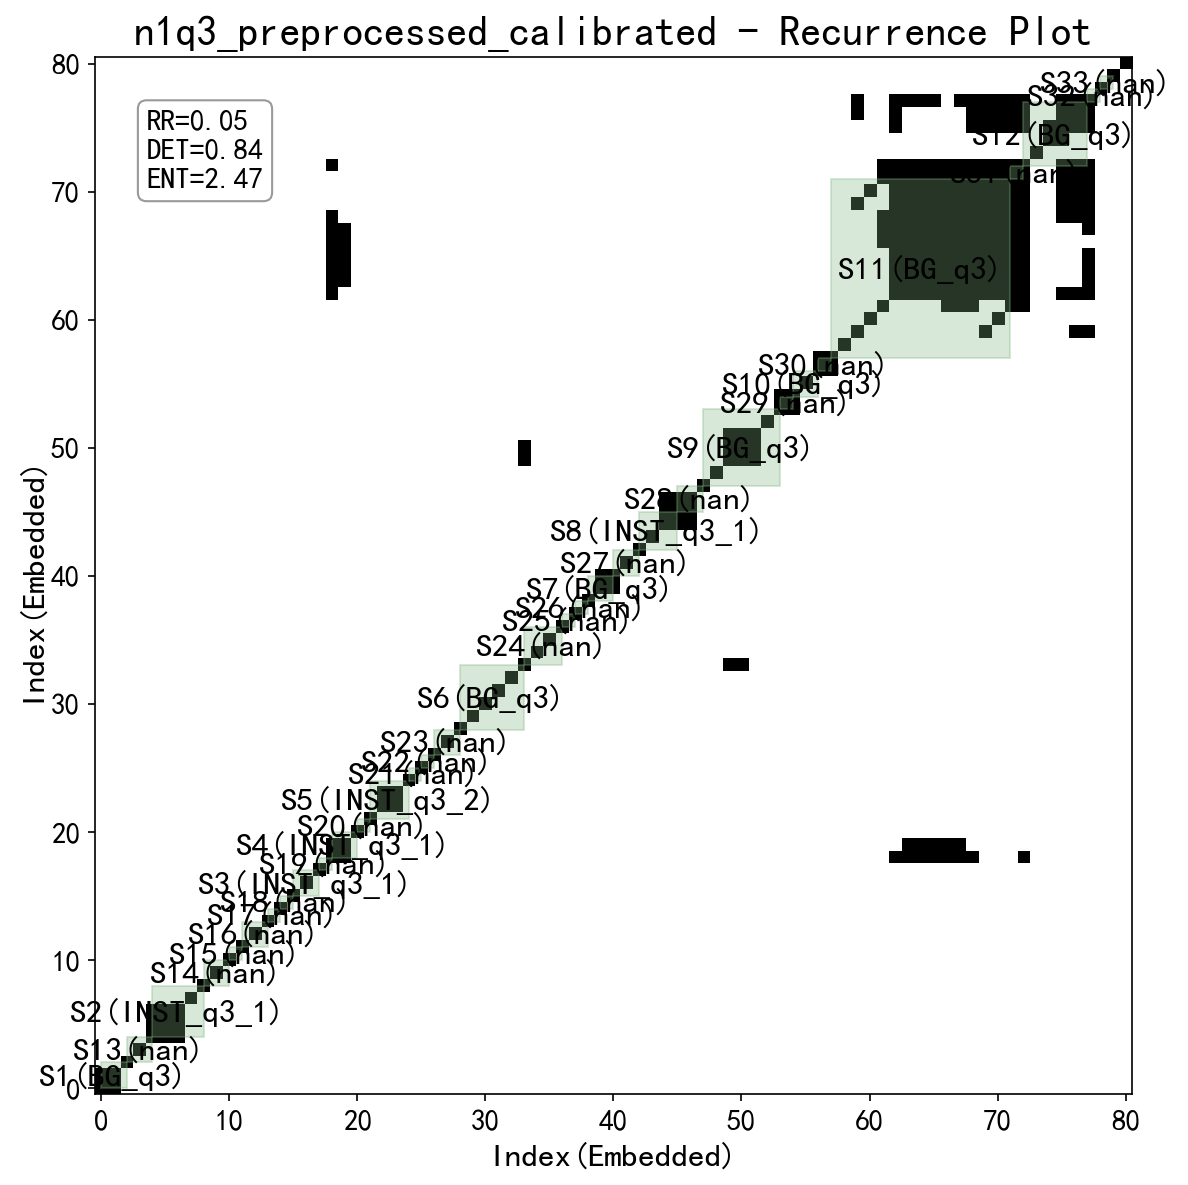 n1q3_preprocessed_calibrated - Recurrence Plot
RR=0.05
DET=0.84
ENT=2.47
S33(nan)
S32(nan)
S12(BG_q3)
S31(nan)
S11(BG_q3)
S30(nan)
S10(BG_q3)
S29(nan)
S9(BG_q3)
S28(nan)
S8(INST_q3_1)
S27(nan)
S7(BG_q3)
S26(nan)
S25(nan)
S24(nan)
S6(BG_q3)
S23(nan)
S22(nan)
S21(nan)
S5(INST_q3_2)
S20(nan)
S4(INST_q3_1)
S19(nan)
S3(INST_q3_1)
S18(nan)
S17(nan)
S16(nan)
S15(nan)
S14(nan)
S2(INST_q3_1)
S13(nan)
S1(BG_q3)
80
70
60
50
40
30
20
10
0
Index(Embedded)
0 10 20 30 40 50 60 70 80
Index(Embedded)